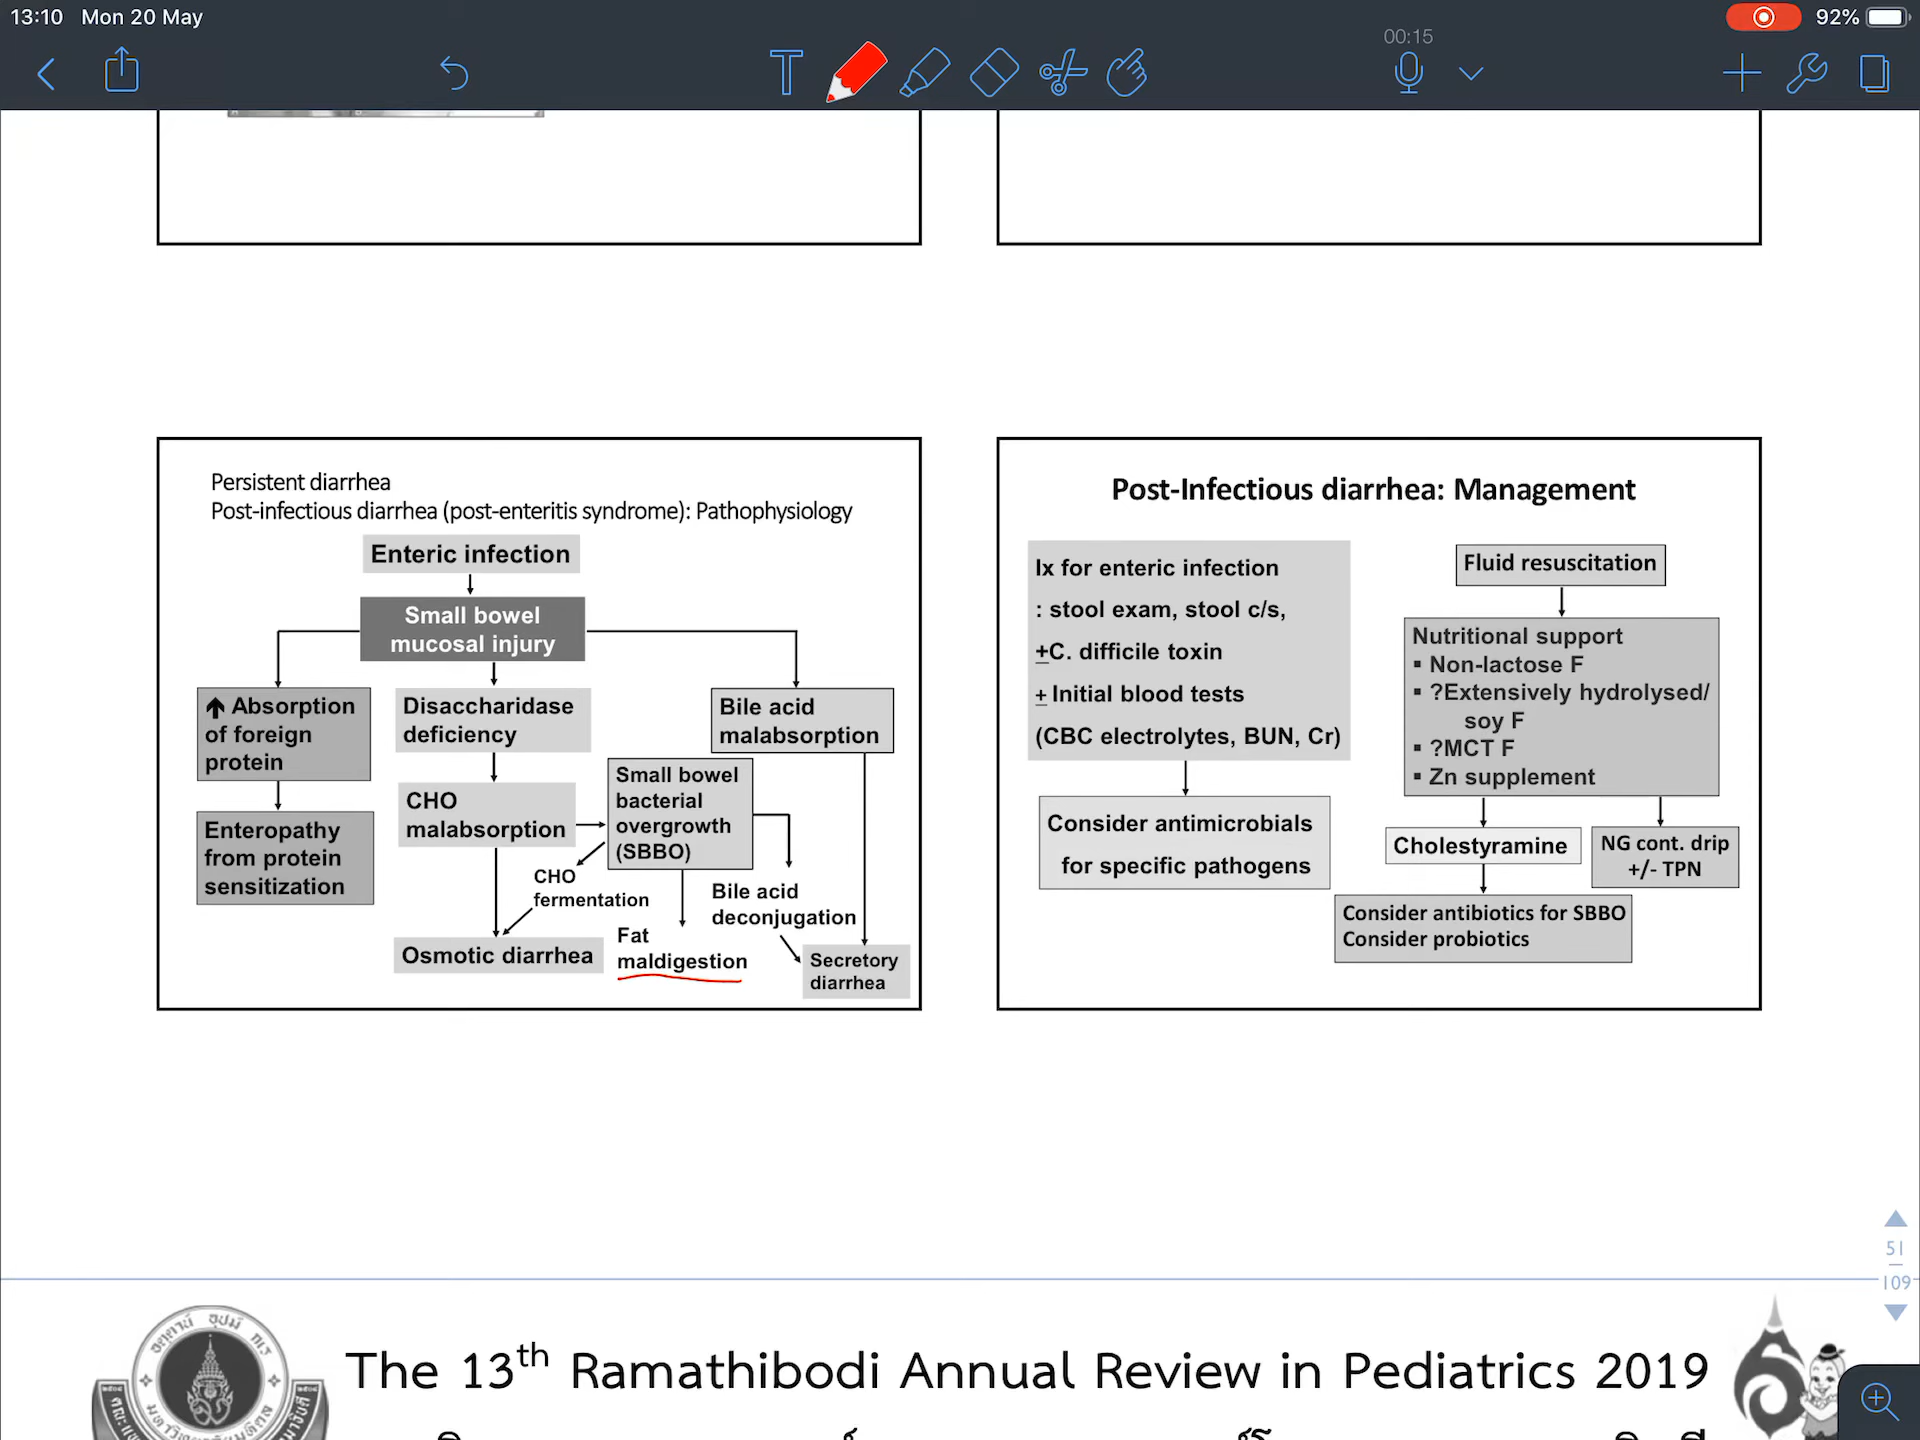 13:10 Mon 20 May
92%
00:15
Persistent diarrhea
Post-infectious diarrhea (post-enteritis syndrome): Pathophysiology
Enteric infection
Small bowel
mucosal injury
Absorption
of foreign
protein
Disaccharidase
deficiency
Bile acid
malabsorption
Enteropathy
from protein
sensitization
CHO
malabsorption
Small bowel
bacterial
overgrowth
(SBBO)
CHO
fermentation
Bile acid
deconjugation
Osmotic diarrhea
Fat
maldigestion
Secretory
diarrhea
Post-Infectious diarrhea: Management
Ix for enteric infection
: stool exam, stool c/s,
±C. difficile toxin
± Initial blood tests
(CBC electrolytes, BUN, Cr)
Consider antimicrobials
for specific pathogens
Fluid resuscitation
Nutritional support
▪ Non-lactose F
▪ ?Extensively hydrolysed/
soy F
▪ ?MCT F
▪ Zn supplement
Cholestyramine
NG cont. drip
+/- TPN
Consider antibiotics for SBBO
Consider probiotics
51
109
The 13th Ramathibodi Annual Review in Pediatrics 2019